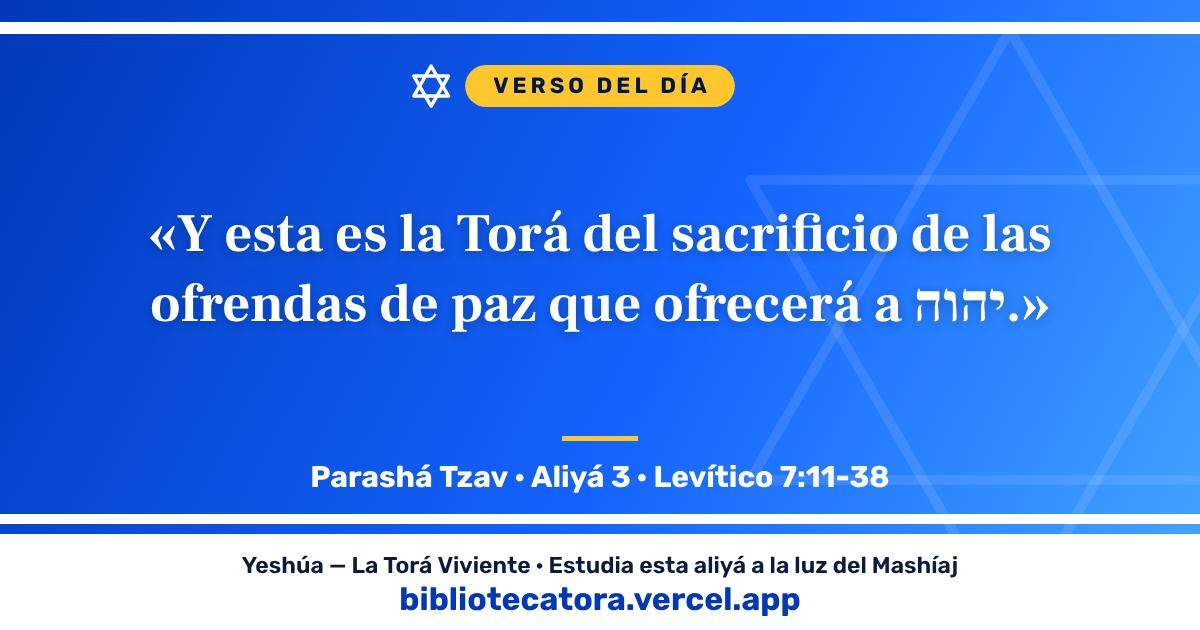 VERSO DEL DÍA
«Y esta es la Torá del sacrificio de las
ofrendas de paz que ofrecerá a יהוה.»
Parashá Tzav • Aliyá 3 • Levítico 7:11-38
Yeshúa — La Torá Viviente • Estudia esta aliyá a la luz del Mashíaj
bibliotecatora.vercel.app